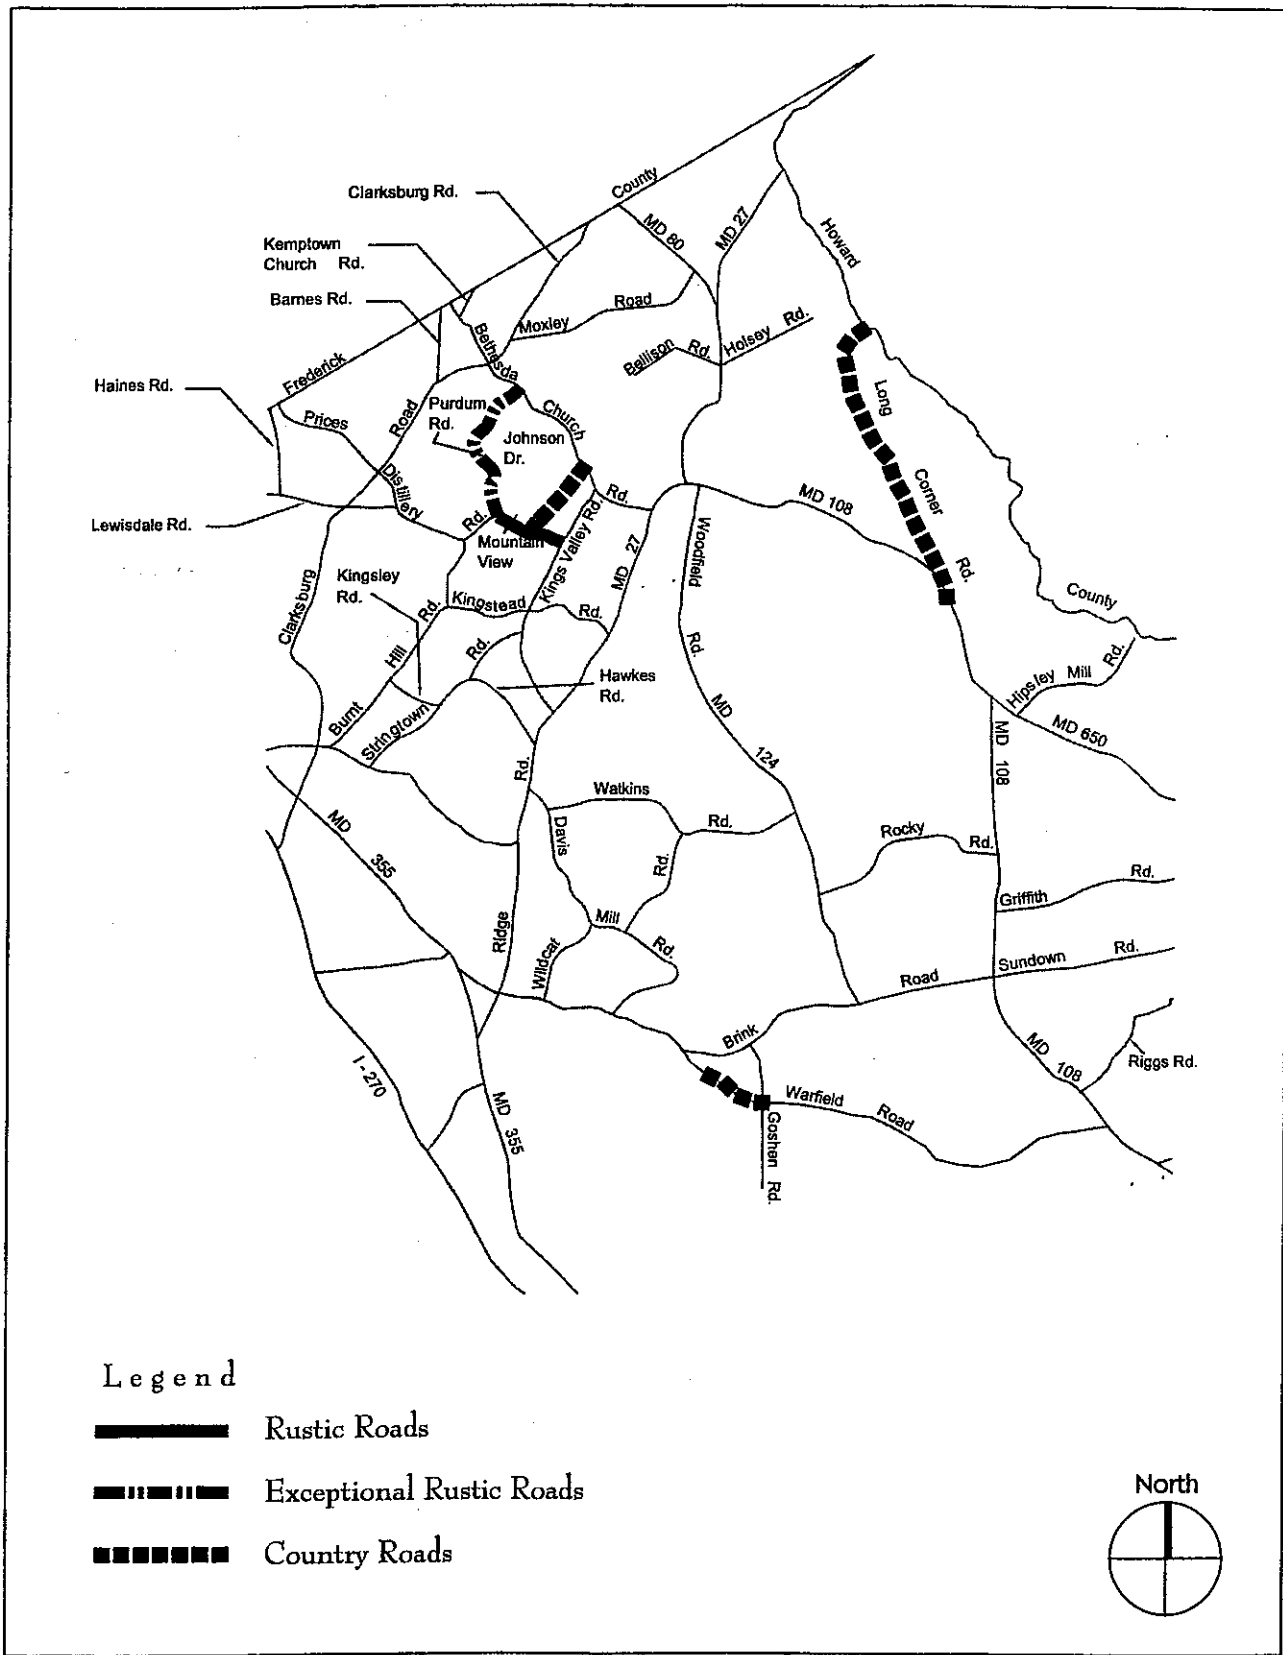 Clarksburg Rd.
County
MD 80
MD 27
Howard
Kemptown
Church Rd.
Barnes Rd.
Bethesda
Moxley
Road
Bellison
Rd.
Holsey Rd.
Frederick
Haines Rd.
Prices
Road
Purdum
Rd.
Church
Johnson
Dr.
Long
Corner
Rd.
Distillery
Lewisdale Rd.
Rd.
Rd.
MD 108
Mountain
View
Kings Valley Rd.
MD 27
Woodfield
Rd.
Kingsley
Rd.
Clarksburg
Kingstead
Rd.
Rd.
Hill
Rd.
County
Hipsley Mill Rd.
Hawkes
Rd.
Burnt
Stringtown
MD
124
MD 650
MD 108
Rd.
Watkins
Rd.
Davis
Rd.
Rocky
Rd.
MD
355
Griffith
Rd.
Ridge
Mill
Rd.
Wildcat
Road
Sundown
Rd.
Brink
MD
108
Riggs Rd.
I-270
MD 355
Warfield
Road
Goshen Rd.
Legend
Rustic Roads
Exceptional Rustic Roads
Country Roads
North